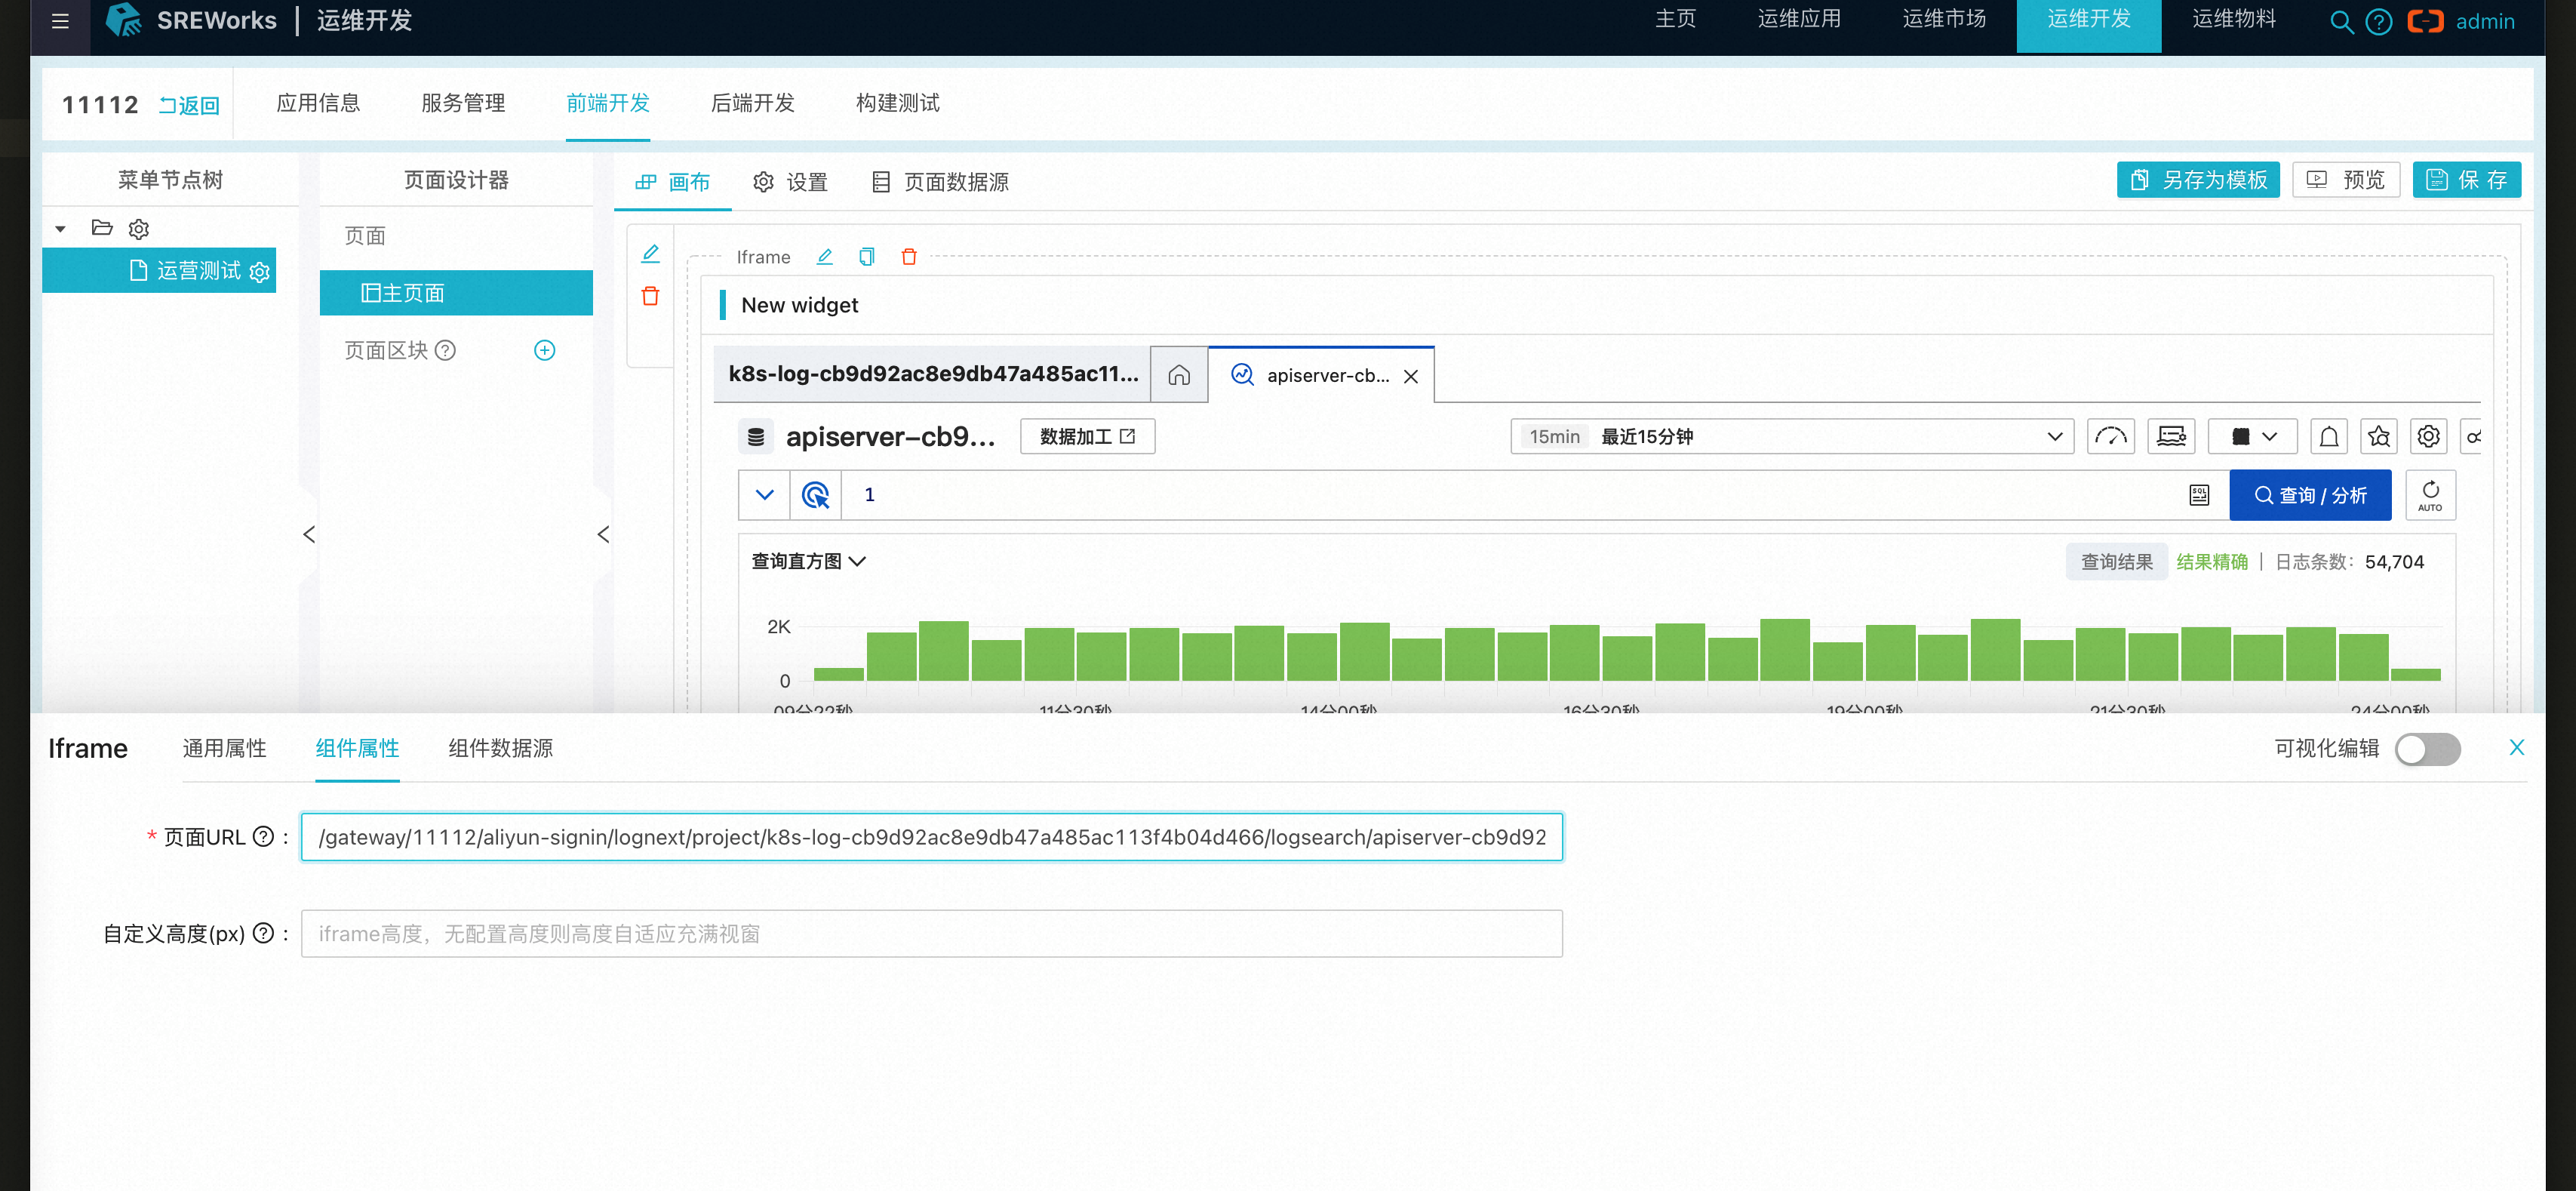 SREWorks | 运维开发
主页 运维应用 运维市场 运维开发 运维物料 admin
11112 返回 应用信息 服务管理 前端开发 后端开发 构建测试
菜单节点树 页面设计器 画布 设置 页面数据源 另存为模板 预览 保 存
页面
运营测试
主页面
页面区块
Iframe
New widget
k8s-log-cb9d92ac8e9db47a485ac11... apiserver-cb...
apiserver-cb9... 数据加工 15min 最近15分钟
1 SQL 查询 / 分析 AUTO
查询直方图 查询结果 结果精确 | 日志条数: 54,704
2K
0
09分22秒 11分30秒 14分00秒 16分30秒 19分00秒 21分30秒 24分00秒
Iframe 通用属性 组件属性 组件数据源 可视化编辑
* 页面URL : /gateway/11112/aliyun-signin/lognext/project/k8s-log-cb9d92ac8e9db47a485ac113f4b04d466/logsearch/apiserver-cb9d92
自定义高度(px) : iframe高度，无配置高度则高度自适应充满视窗